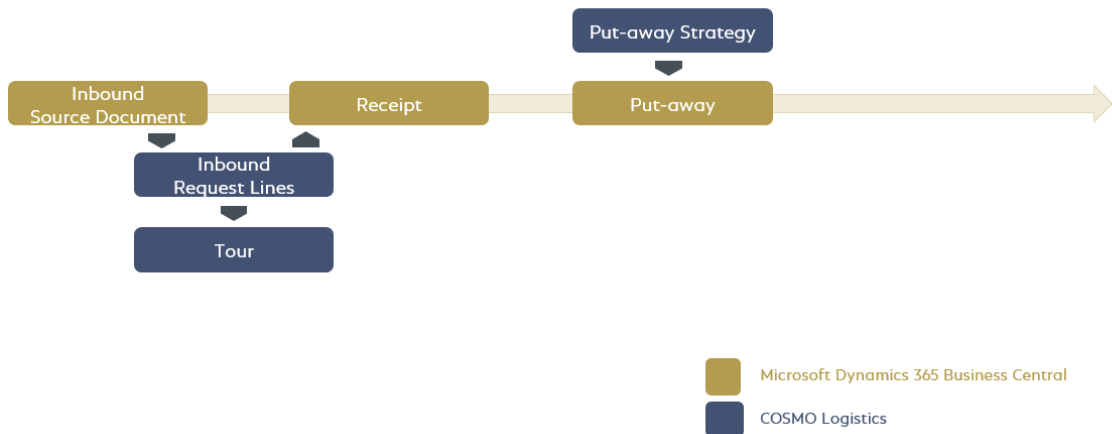 Put-away Strategy
Inbound
Source Document
Receipt
Put-away
Inbound
Request Lines
Tour
Microsoft Dynamics 365 Business Central
COSMO Logistics